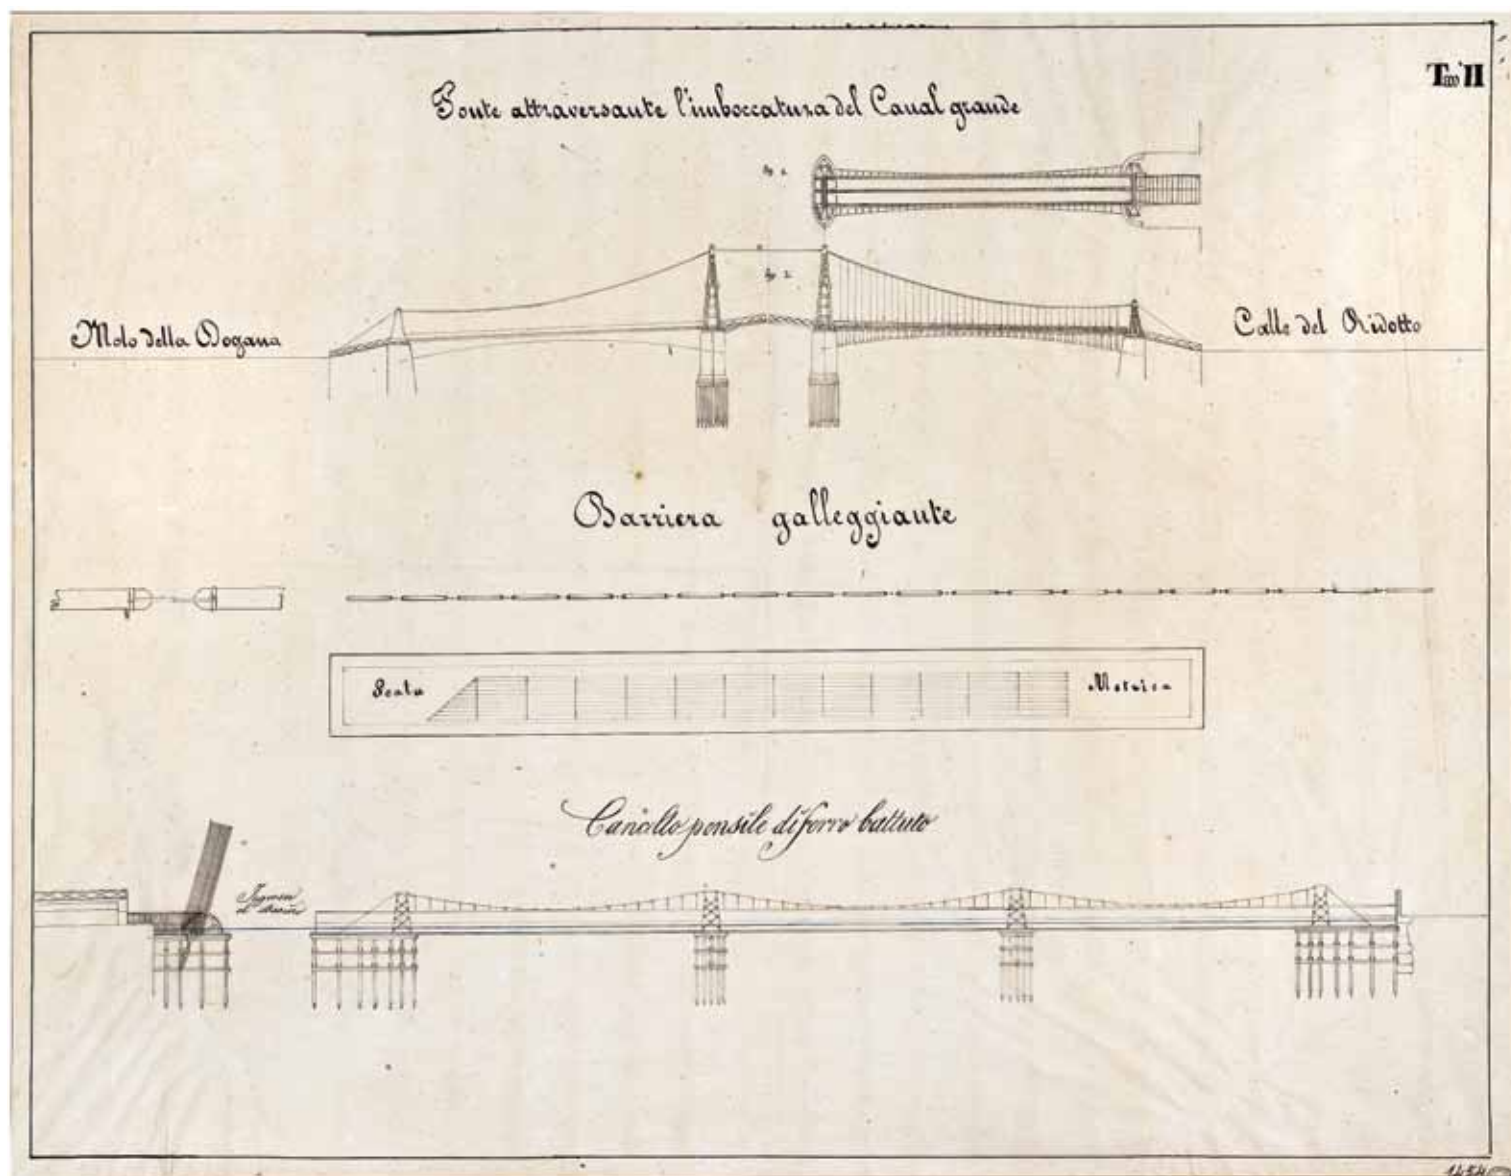 Tav. II
Ponte attraversante l'imboccatura del Canal grande
fig. 1.
fig. 2.
Molo della Dogana
Calle del Ridotto
Barriera galleggiante
Scala
Metrica
pensile di ferro battuto
1454